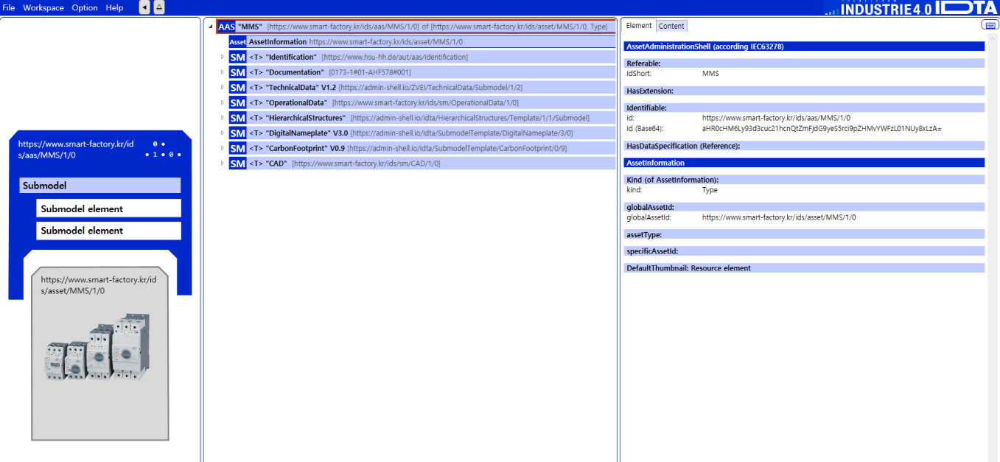 File Workspace Option Help
INDUSTRIE4.0 IDTA
https://www.smart-factory.kr/id
s/aas/MMS/1/0
0
1 0
Submodel
Submodel element
Submodel element
https://www.smart-factory.kr/id
s/asset/MMS/1/0
AAS "MMS" [https://www.smart-factory.kr/ids/aas/MMS/1/0] of [https://www.smart-factory.kr/ids/asset/MMS/1/0, Type]
Asset AssetInformation https://www.smart-factory.kr/ids/asset/MMS/1/0
SM <T> "Identification" [https://www.hsu-hh.de/aut/aas/identification]
SM <T> "Documentation" [0173-1#01-AHF578#001]
SM <T> "TechnicalData" V1.2 [https://admin-shell.io/ZVEI/TechnicalData/Submodel/1/2]
SM <T> "OperationalData" [https://www.smart-factory.kr/ids/sm/OperationalData/1/0]
SM <T> "HierarchicalStructures" [https://admin-shell.io/idta/HierarchicalStructures/Template/1/1/Submodel]
SM <T> "DigitalNameplate" V3.0 [https://admin-shell.io/idta/SubmodelTemplate/DigitalNameplate/3/0]
SM <T> "CarbonFootprint" V0.9 [https://admin-shell.io/idta/SubmodelTemplate/CarbonFootprint/0/9]
SM <T> "CAD" [https://www.smart-factory.kr/ids/sm/CAD/1/0]
Element Content
AssetAdministrationShell (according IEC63278)
Referable:
idShort: MMS
HasExtension:
Identifiable:
id: https://www.smart-factory.kr/ids/aas/MMS/1/0
id (Base64): aHR0cHM6Ly93d3cuc21hcnQtZmFjdG9yeS5rci9pZHMvYWFzL01NUy8xLzA=
HasDataSpecification (Reference):
AssetInformation
Kind (of AssetInformation):
kind: Type
globalAssetId:
globalAssetId: https://www.smart-factory.kr/ids/asset/MMS/1/0
assetType:
specificAssetId:
DefaultThumbnail: Resource element